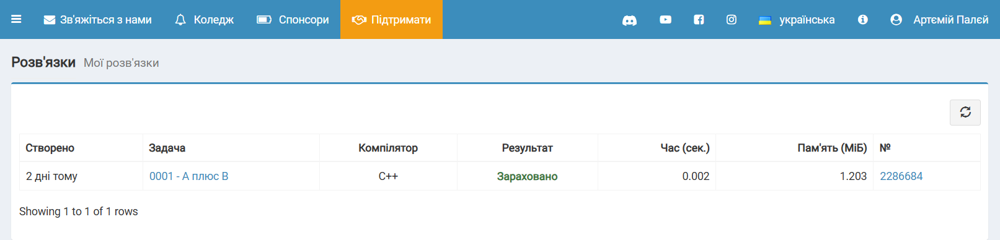 Зв'яжіться з нами Коледж Спонсори Підтримати українська Артємій Палєй
Розв'язки Мої розв'язки
Створено Задача Компілятор Результат Час (сек.) Пам'ять (МіБ) №
2 дні тому 0001 - А плюс В C++ Зараховано 0.002 1.203 2286684
Showing 1 to 1 of 1 rows